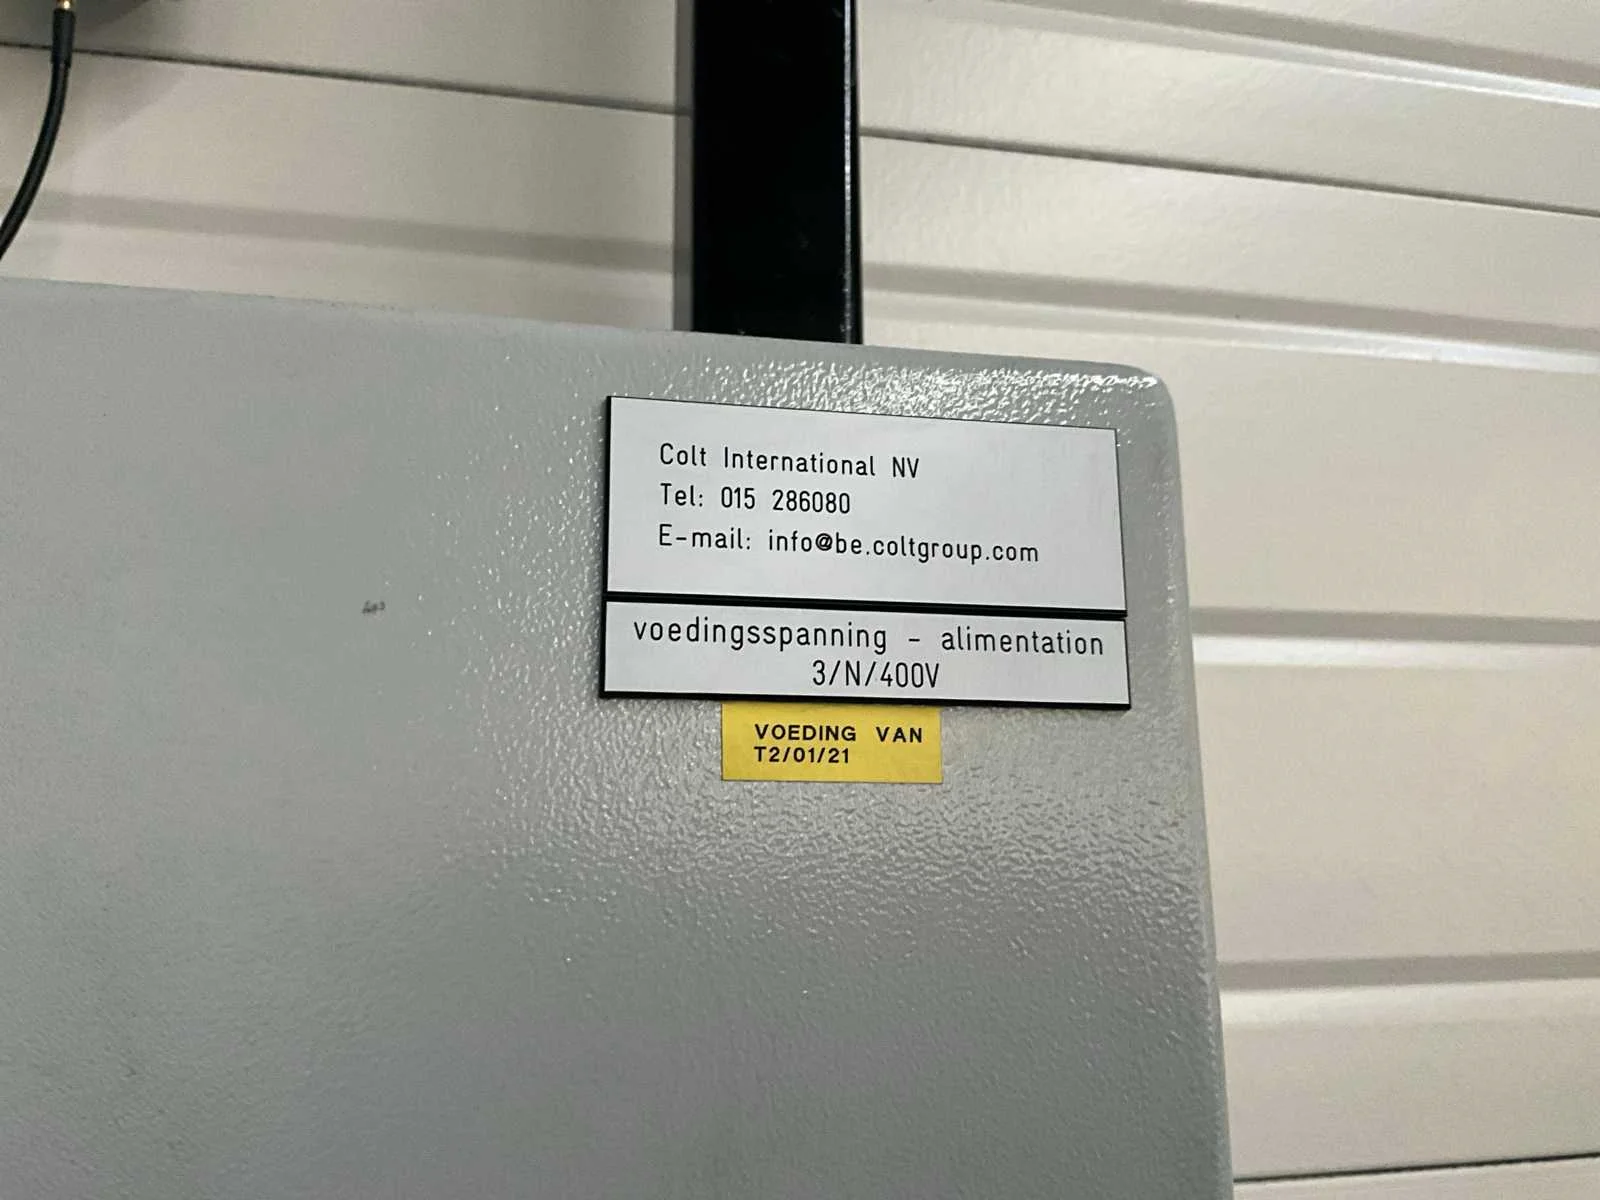 Colt International NV
Tel: 015 286080
E-mail: info@be.coltgroup.com
voedingsspanning - alimentation
3/N/400V
VOEDING VAN
T2/01/21